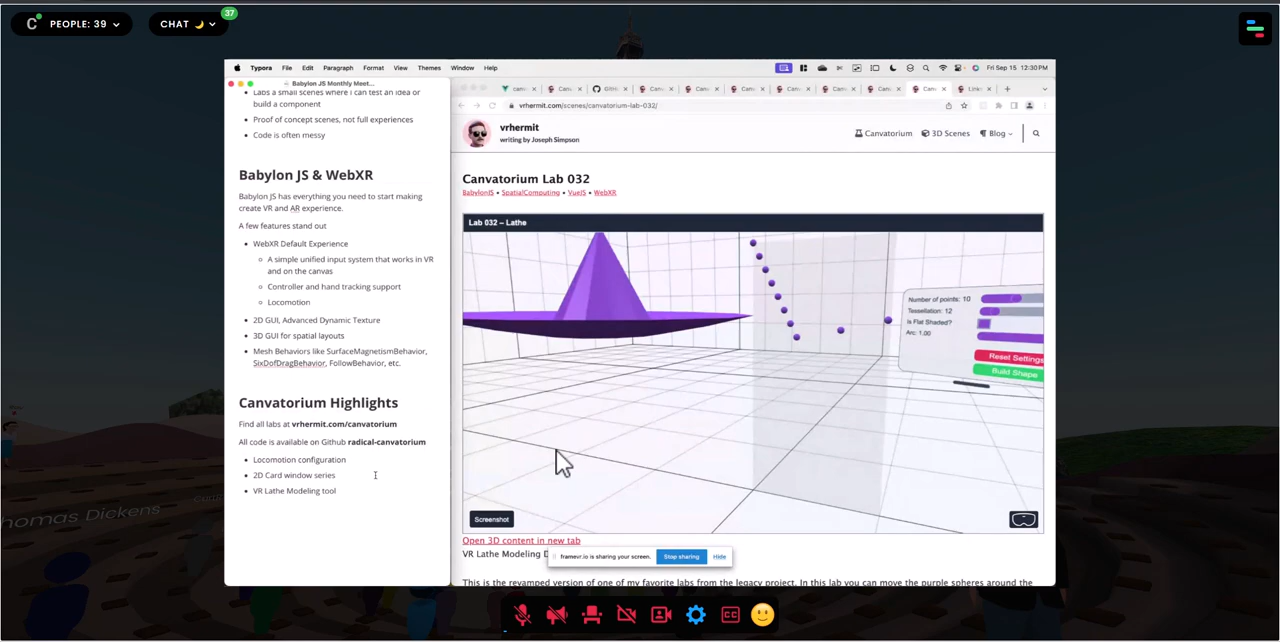 PEOPLE: 39
CHAT
37
Typora File Edit Paragraph Format View Themes Window Help
Fri Sep 15 12:30 PM
Babylon JS Monthly Meet...
Labs a small scenes where I can test an idea or
build a component
Proof of concept scenes, not full experiences
Code is often messy
Babylon JS & WebXR
Babylon JS has everything you need to start making
create VR and AR experience.
A few features stand out
WebXR Default Experience
A simple unified input system that works in VR
and on the canvas
Controller and hand tracking support
Locomotion
2D GUI, Advanced Dynamic Texture
3D GUI for spatial layouts
Mesh Behaviors like SurfaceMagnetismBehavior,
SixDofDragBehavior, FollowBehavior, etc.
Canvatorium Highlights
Find all labs at vrhermit.com/canvatorium
All code is available on Github radical-canvatorium
Locomotion configuration
2D Card window series
VR Lathe Modeling tool
vrhermit.com/scenes/canvatorium-lab-032/
vrhermit
writing by Joseph Simpson
Canvatorium 3D Scenes Blog
Canvatorium Lab 032
BabylonJS • SpatialComputing • VueJS • WebXR
Lab 032 – Lathe
Number of points: 10
Tessellation: 12
Is Flat Shaded?
Arc: 1.00
Reset Settings
Build Shape
Screenshot
Open 3D content in new tab
VR Lathe Modeling D
framevr.io is sharing your screen.
Stop sharing
Hide
This is the revamped version of one of my favorite labs from the legacy project. In this lab you can move the purple spheres around the
homas Dickens
CC